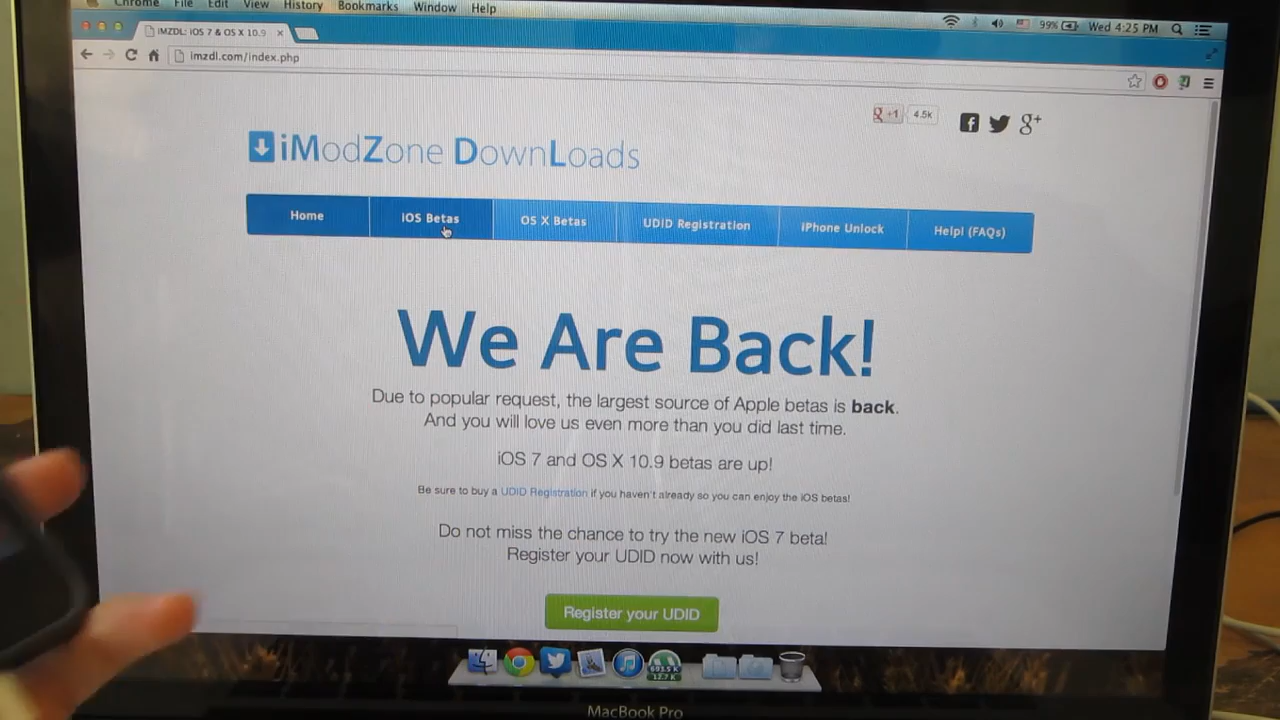 Chrome File Edit View History Bookmarks Window Help 99% Wed 4:25 PM
iMZDL: iOS 7 & OS X 10.9
imzdl.com/index.php
g +1 4.5k
iModZone DownLoads
Home iOS Betas OS X Betas UDID Registration iPhone Unlock Help! (FAQs)
We Are Back!
Due to popular request, the largest source of Apple betas is back.
And you will love us even more than you did last time.
iOS 7 and OS X 10.9 betas are up!
Be sure to buy a UDID Registration if you haven't already so you can enjoy the iOS betas!
Do not miss the chance to try the new iOS 7 beta!
Register your UDID now with us!
Register your UDID
MacBook Pro